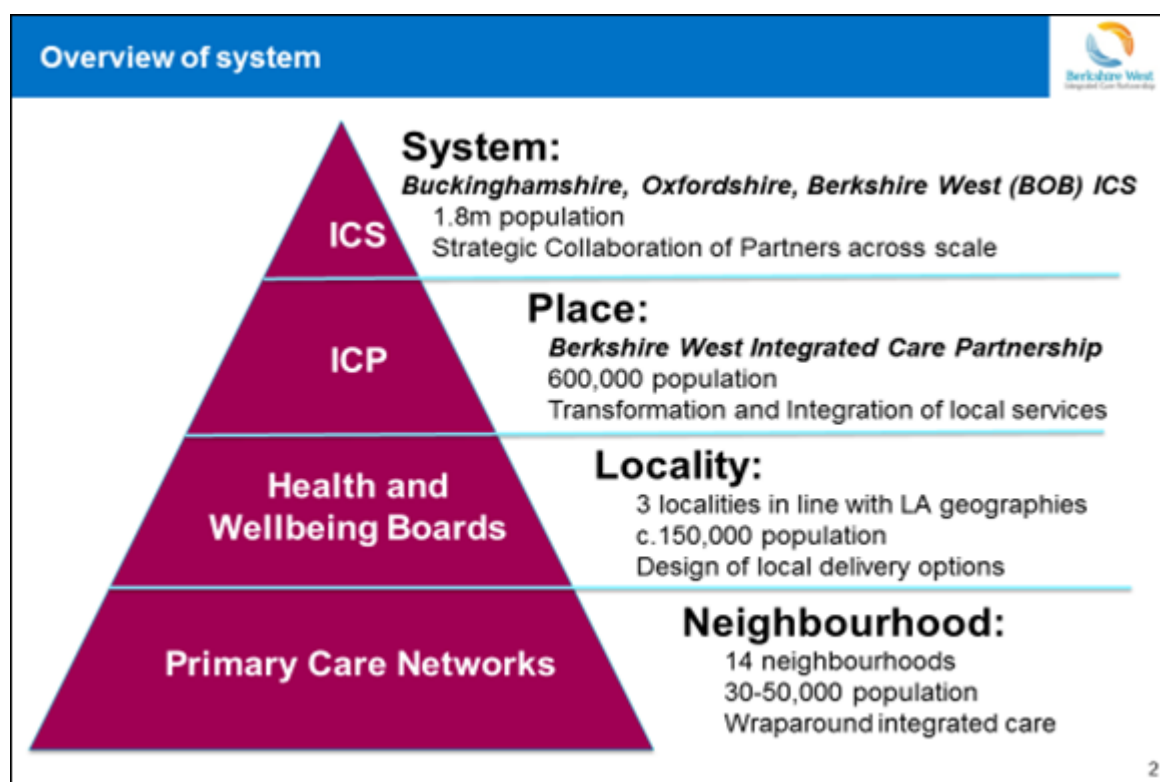 Overview of system
Berkshire West
Integrated Care Partnership
System:
Buckinghamshire, Oxfordshire, Berkshire West (BOB) ICS
1.8m population
Strategic Collaboration of Partners across scale
ICS
Place:
Berkshire West Integrated Care Partnership
600,000 population
Transformation and Integration of local services
ICP
Locality:
3 localities in line with LA geographies
c.150,000 population
Design of local delivery options
Health and
Wellbeing Boards
Neighbourhood:
14 neighbourhoods
30-50,000 population
Wraparound integrated care
Primary Care Networks
2